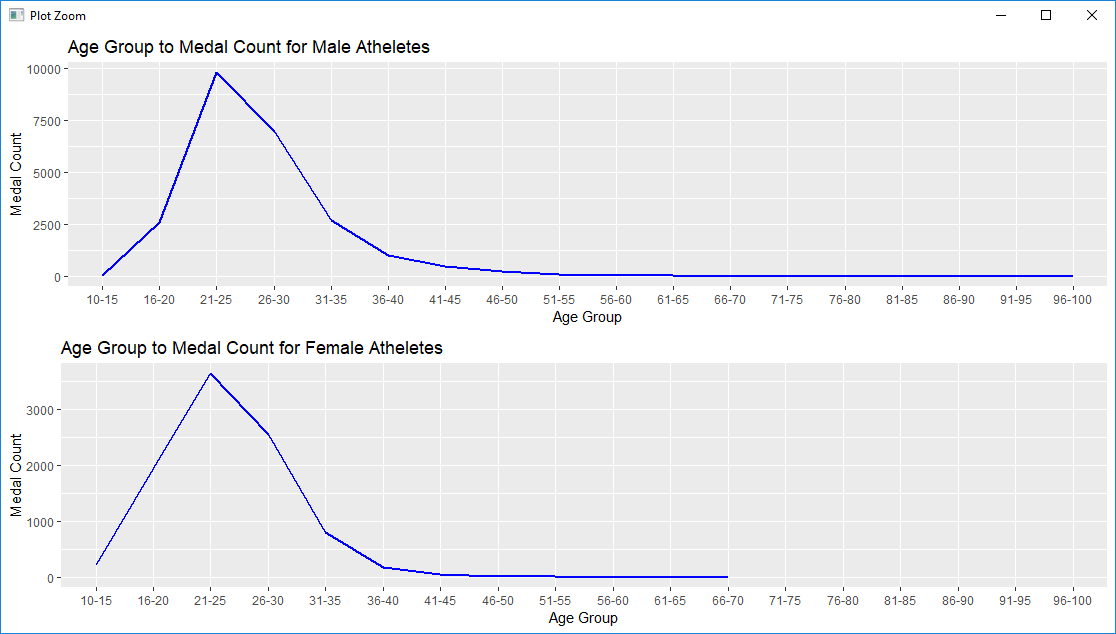 Plot Zoom
Age Group to Medal Count for Male Atheletes
10000
7500
5000
2500
0
Medal Count
10-15 16-20 21-25 26-30 31-35 36-40 41-45 46-50 51-55 56-60 61-65 66-70 71-75 76-80 81-85 86-90 91-95 96-100
Age Group
Age Group to Medal Count for Female Atheletes
3000
2000
1000
0
Medal Count
10-15 16-20 21-25 26-30 31-35 36-40 41-45 46-50 51-55 56-60 61-65 66-70 71-75 76-80 81-85 86-90 91-95 96-100
Age Group